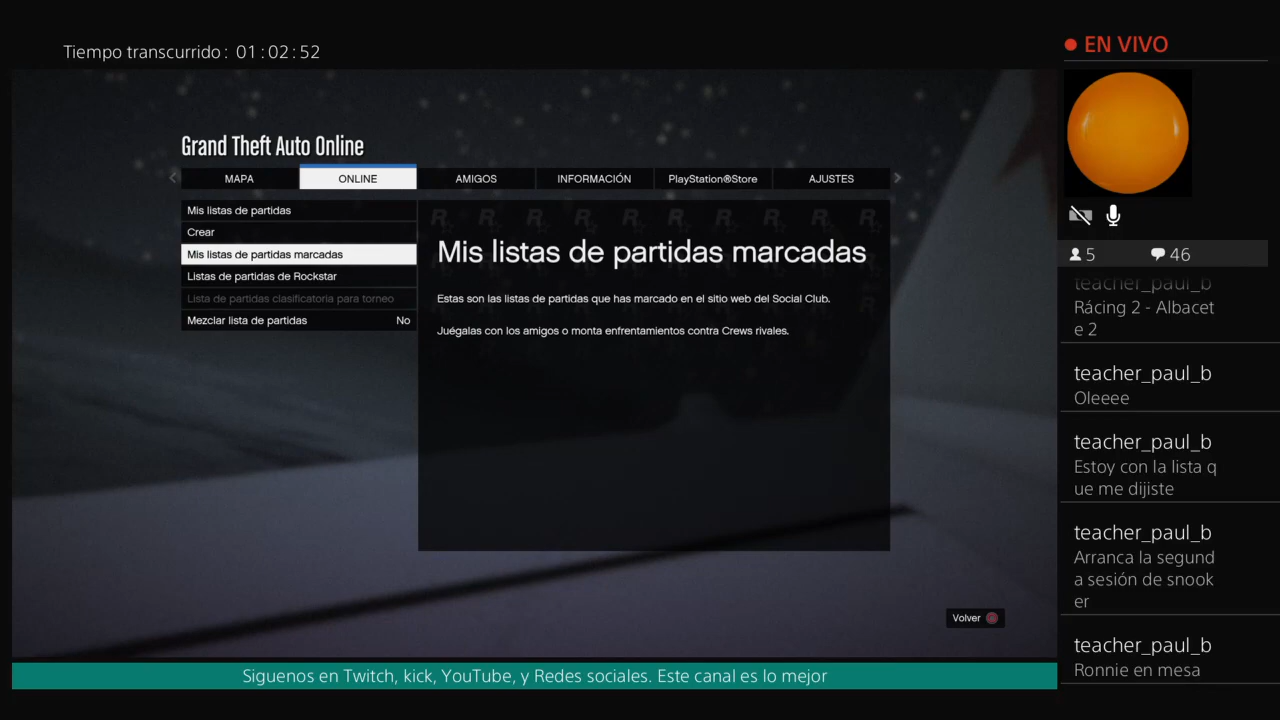 Tiempo transcurrido : 01:02:52
EN VIVO
Grand Theft Auto Online
MAPA
ONLINE
AMIGOS
INFORMACIÓN
PlayStation®Store
AJUSTES
Mis listas de partidas
Crear
Mis listas de partidas marcadas
Listas de partidas de Rockstar
Lista de partidas clasificatoria para torneo
Mezclar lista de partidas No
Mis listas de partidas marcadas
Estas son las listas de partidas que has marcado en el sitio web del Social Club.
Juégalas con los amigos o monta enfrentamientos contra Crews rivales.
Volver
5 46
teacher_paul_b
Rácing 2 - Albacet
e 2
teacher_paul_b
Oleeee
teacher_paul_b
Estoy con la lista q
ue me dijiste
teacher_paul_b
Arranca la segund
a sesión de snook
er
teacher_paul_b
Ronnie en mesa
Siguenos en Twitch, kick, YouTube, y Redes sociales. Este canal es lo mejor